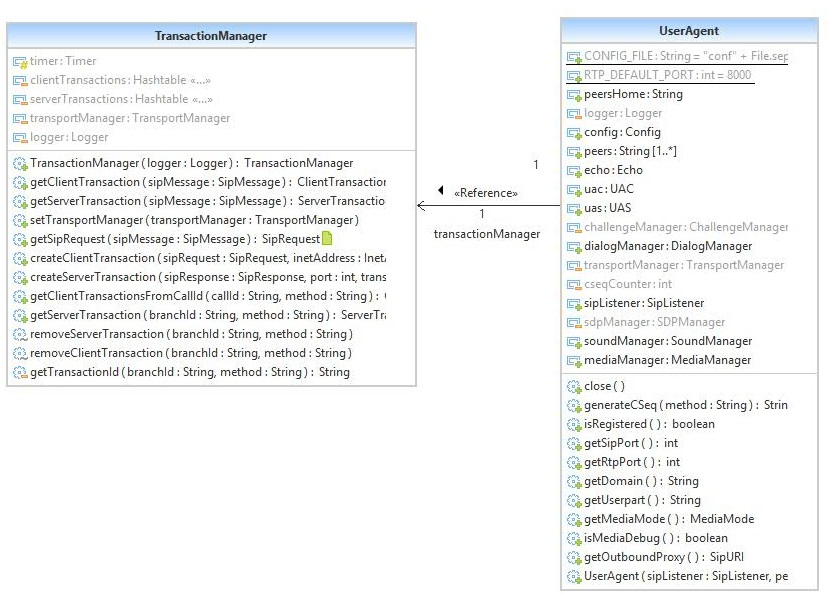 TransactionManager
timer : Timer
clientTransactions : Hashtable «...»
serverTransactions : Hashtable «...»
transportManager : TransportManager
logger : Logger
TransactionManager ( logger : Logger ) : TransactionManager
getClientTransaction ( sipMessage : SipMessage ) : ClientTransaction
getServerTransaction ( sipMessage : SipMessage ) : ServerTransactio
setTransportManager ( transportManager : TransportManager )
getSipRequest ( sipMessage : SipMessage ) : SipRequest
createClientTransaction ( sipRequest : SipRequest, inetAddress : InetA
createServerTransaction ( sipResponse : SipResponse, port : int, trans
getClientTransactionsFromCallId ( callId : String, method : String ) : 
getServerTransaction ( branchId : String, method : String ) : ServerTra
removeServerTransaction ( branchId : String, method : String )
removeClientTransaction ( branchId : String, method : String )
getTransactionId ( branchId : String, method : String ) : String
1
«Reference»
1
transactionManager
UserAgent
CONFIG_FILE : String = "conf" + File.sep
RTP_DEFAULT_PORT : int = 8000
peersHome : String
logger : Logger
config : Config
peers : String [1..*]
echo : Echo
uac : UAC
uas : UAS
challengeManager : ChallengeManager
dialogManager : DialogManager
transportManager : TransportManager
cseqCounter : int
sipListener : SipListener
sdpManager : SDPManager
soundManager : SoundManager
mediaManager : MediaManager
close ( )
generateCSeq ( method : String ) : Strin
isRegistered ( ) : boolean
getSipPort ( ) : int
getRtpPort ( ) : int
getDomain ( ) : String
getUserpart ( ) : String
getMediaMode ( ) : MediaMode
isMediaDebug ( ) : boolean
getOutboundProxy ( ) : SipURI
UserAgent ( sipListener : SipListener, pe